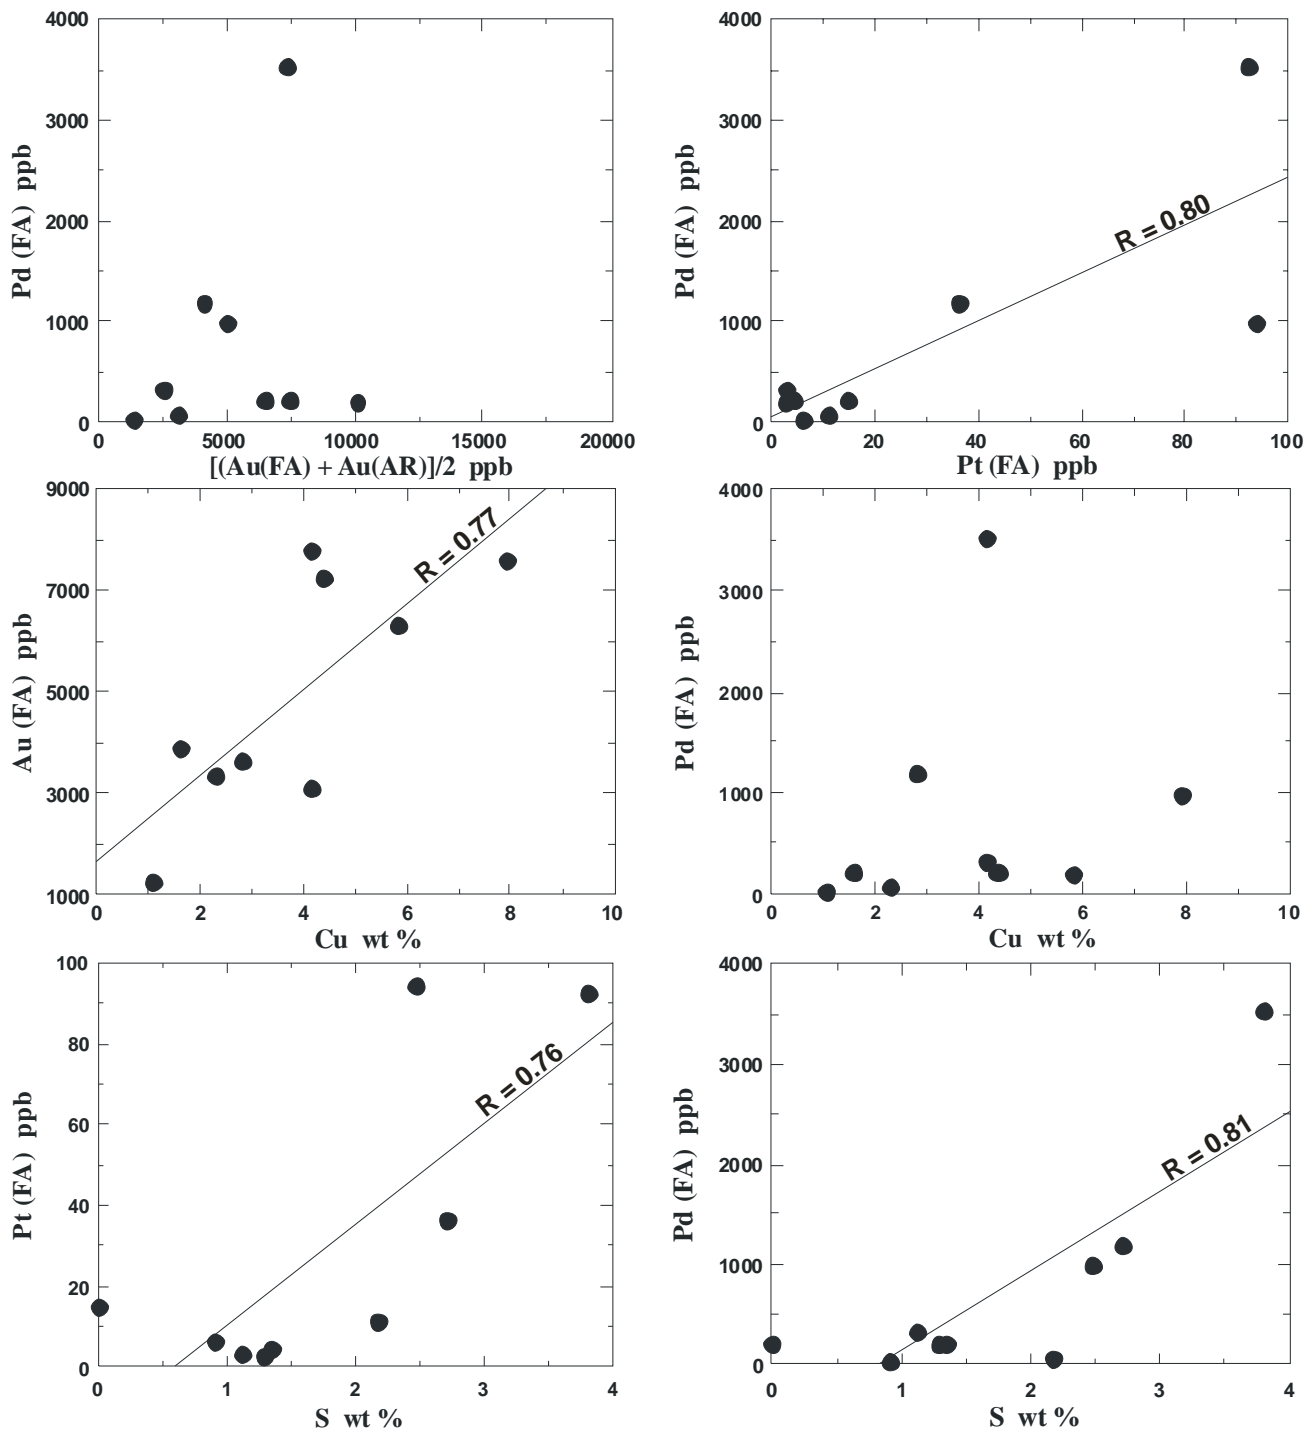 4000
3000
2000
1000
0
Pd (FA) ppb
0 5000 10000 15000 20000
[(Au(FA) + Au(AR)]/2 ppb
4000
3000
2000
1000
0
Pd (FA) ppb
R = 0.80
0 20 40 60 80 100
Pt (FA) ppb
9000
7000
5000
3000
1000
Au (FA) ppb
R = 0.77
0 2 4 6 8 10
Cu wt %
4000
3000
2000
1000
0
Pd (FA) ppb
0 2 4 6 8 10
Cu wt %
100
80
60
40
20
0
Pt (FA) ppb
R = 0.76
0 1 2 3 4
S wt %
4000
3000
2000
1000
0
Pd (FA) ppb
R = 0.81
0 1 2 3 4
S wt %